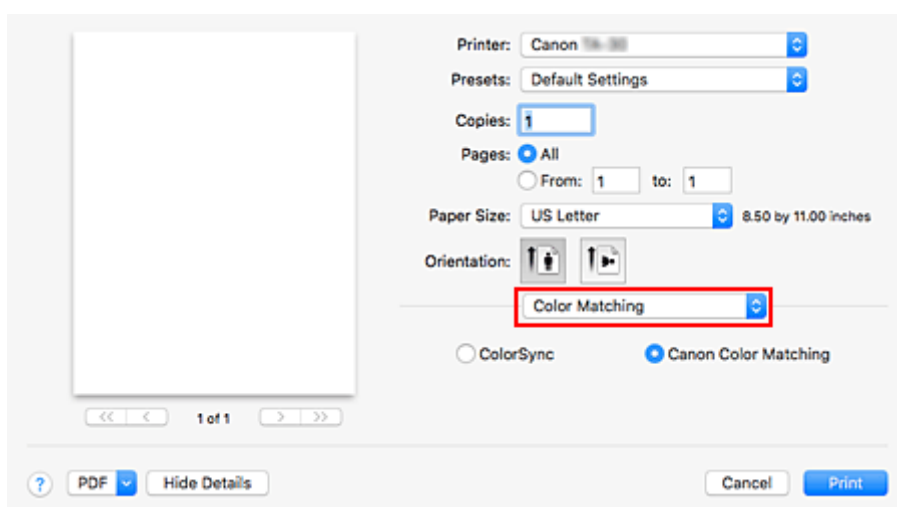 Printer: Canon
Presets: Default Settings
Copies: 1
Pages: All
From: 1 to: 1
Paper Size: US Letter 8.50 by 11.00 inches
Orientation:
Color Matching
ColorSync Canon Color Matching
<< < 1 of 1 > >>
? PDF Hide Details Cancel Print